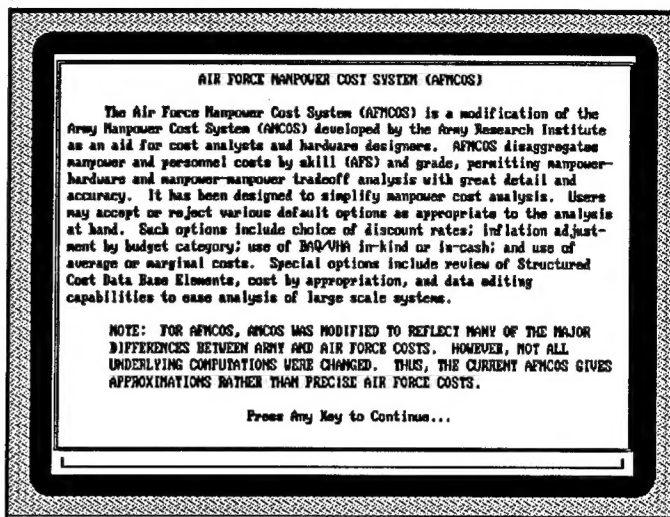 AIR FORCE MANPOWER COST SYSTEM (AFMCOS)
The Air Force Manpower Cost System (AFMCOS) is a modification of the
Army Manpower Cost System (AMCOS) developed by the Army Research Institute
as an aid for cost analysts and hardware designers. AFMCOS disaggregates
manpower and personnel costs by skill (AFS) and grade, permitting manpower-
hardware and manpower-manpower tradeoff analysis with great detail and
accuracy. It has been designed to simplify manpower cost analysis. Users
may accept or reject various default options as appropriate to the analysis
at hand. Such options include choice of discount rates; inflation adjust-
ment by budget category; use of BAQ/VHA in-kind or in-cash; and use of
average or marginal costs. Special options include review of Structured
Cost Data Base Elements, cost by appropriation, and data editing
capabilities to ease analysis of large scale systems.
NOTE: FOR AFMCOS, AMCOS WAS MODIFIED TO REFLECT MANY OF THE MAJOR
DIFFERENCES BETWEEN ARMY AND AIR FORCE COSTS. HOWEVER, NOT ALL
UNDERLYING COMPUTATIONS WERE CHANGED. THUS, THE CURRENT AFMCOS GIVES
APPROXIMATIONS RATHER THAN PRECISE AIR FORCE COSTS.
Press Any Key to Continue...